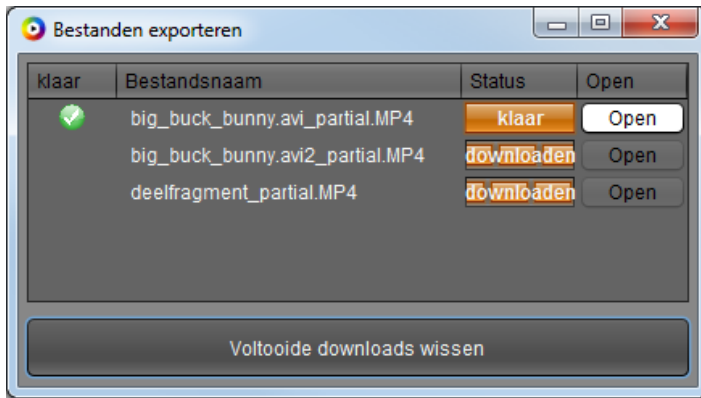 Bestanden exporteren
klaar Bestandsnaam Status Open
big_buck_bunny.avi_partial.MP4 klaar Open
big_buck_bunny.avi2_partial.MP4 downloaden Open
deelfragment_partial.MP4 downloaden Open
Voltooide downloads wissen